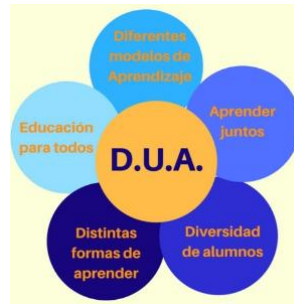 Diferentes
modelos de
Aprendizaje
Aprender
juntos
Educación
para todos
D.U.A.
Distintas
formas de
aprender
Diversidad
de alumnos